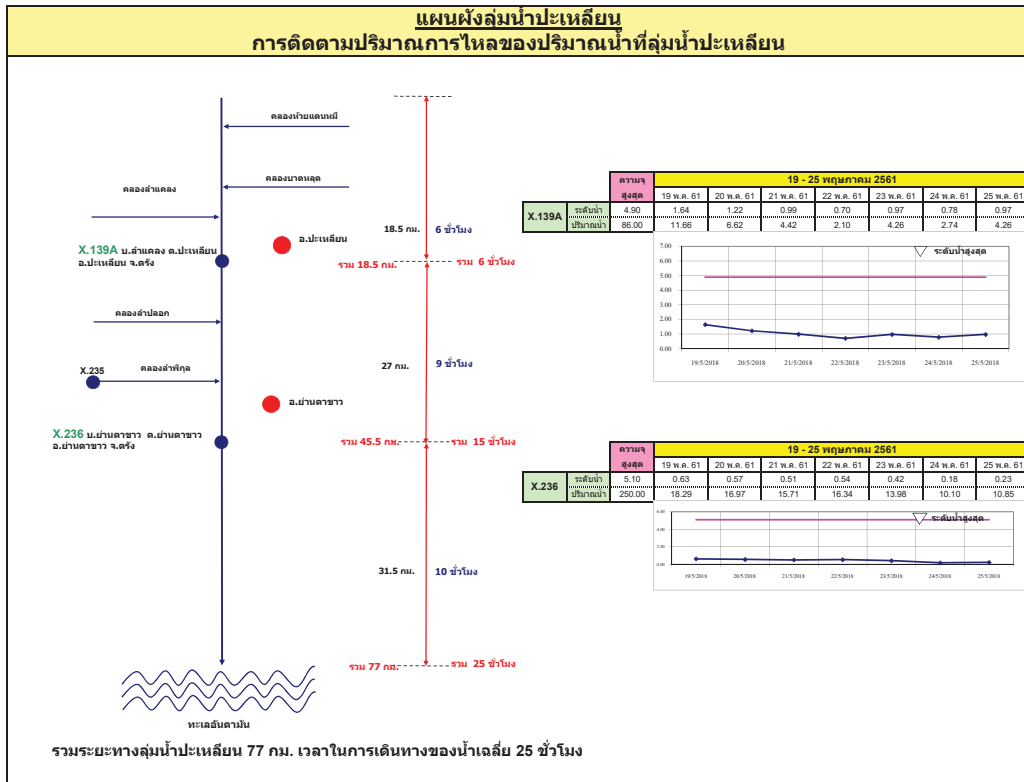 แผนผังลุ่มน้ำปะเหลียน
การติดตามปริมาณการไหลของปริมาณน้ำที่ลุ่มน้ำปะเหลียน
คลองห้วยแดนหมี
คลองบาตหลุด
คลองลำแคลง
18.5 กม. 6 ชั่วโมง
อ.ปะเหลียน
X.139A บ.ลำแคลง ต.ปะเหลียน
อ.ปะเหลียน จ.ตรัง
รวม 18.5 กม. รวม 6 ชั่วโมง
ความจุสูงสุด 19 - 25 พฤษภาคม 2561
19 พ.ค. 61 20 พ.ค. 61 21 พ.ค. 61 22 พ.ค. 61 23 พ.ค. 61 24 พ.ค. 61 25 พ.ค. 61
X.139A ระดับน้ำ 4.90 1.64 1.22 0.99 0.70 0.97 0.78 0.97
ปริมาณน้ำ 86.00 11.66 6.62 4.42 2.10 4.26 2.74 4.26
ระดับน้ำสูงสุด
7.00
6.00
5.00
4.00
3.00
2.00
1.00
0.00
19/5/2018 20/5/2018 21/5/2018 22/5/2018 23/5/2018 24/5/2018 25/5/2018
คลองลำปลอก
X.235 คลองลำพิกุล
27 กม. 9 ชั่วโมง
อ.ย่านตาขาว
X.236 บ.ย่านตาขาว ต.ย่านตาขาว
อ.ย่านตาขาว จ.ตรัง
รวม 45.5 กม. รวม 15 ชั่วโมง
ความจุสูงสุด 19 - 25 พฤษภาคม 2561
19 พ.ค. 61 20 พ.ค. 61 21 พ.ค. 61 22 พ.ค. 61 23 พ.ค. 61 24 พ.ค. 61 25 พ.ค. 61
X.236 ระดับน้ำ 5.10 0.63 0.57 0.51 0.54 0.42 0.18 0.23
ปริมาณน้ำ 250.00 18.29 16.97 15.71 16.34 13.98 10.10 10.85
ระดับน้ำสูงสุด
6.00
4.00
2.00
0.00
19/5/2018 20/5/2018 21/5/2018 22/5/2018 23/5/2018 24/5/2018 25/5/2018
31.5 กม. 10 ชั่วโมง
รวม 77 กม. รวม 25 ชั่วโมง
ทะเลอันดามัน
รวมระยะทางลุ่มน้ำปะเหลียน 77 กม. เวลาในการเดินทางของน้ำเฉลี่ย 25 ชั่วโมง